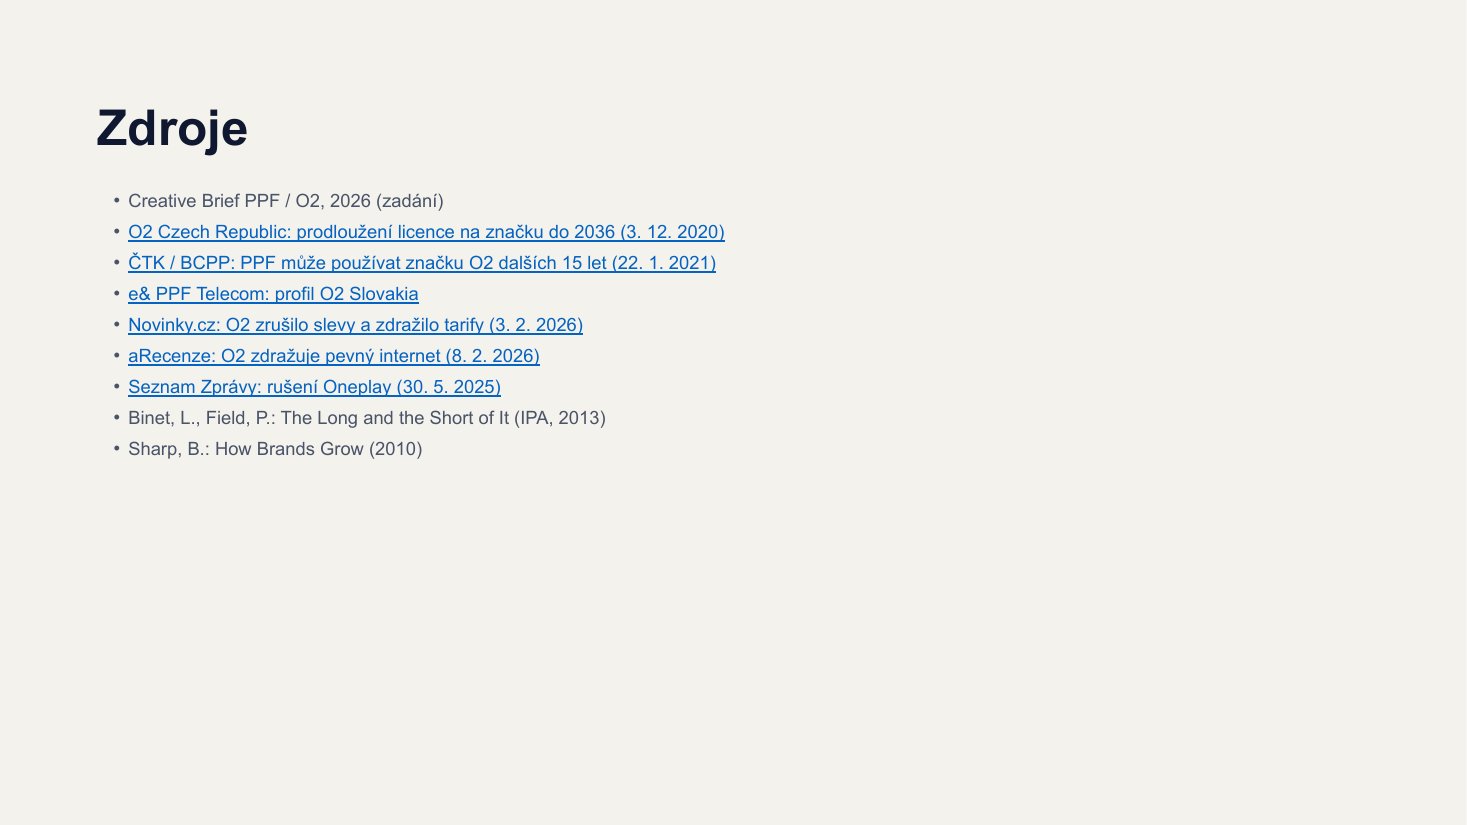 Zdroje
• Creative Brief PPF / O2, 2026 (zadání)
• O2 Czech Republic: prodloužení licence na značku do 2036 (3. 12. 2020)
• ČTK / BCPP: PPF může používat značku O2 dalších 15 let (22. 1. 2021)
• e& PPF Telecom: profil O2 Slovakia
• Novinky.cz: O2 zrušilo slevy a zdražilo tarify (3. 2. 2026)
• aRecenze: O2 zdražuje pevný internet (8. 2. 2026)
• Seznam Zprávy: rušení Oneplay (30. 5. 2025)
• Binet, L., Field, P.: The Long and the Short of It (IPA, 2013)
• Sharp, B.: How Brands Grow (2010)